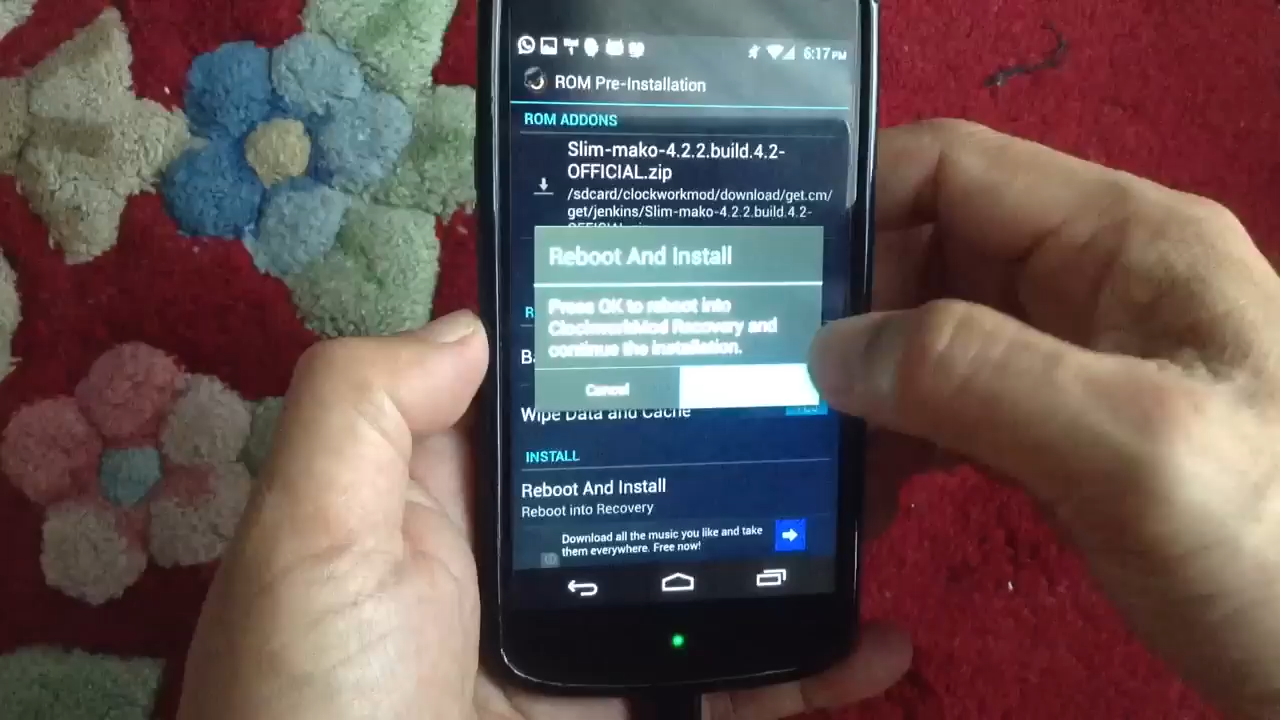 6:17 PM
ROM Pre-Installation
ROM ADDONS
Slim-mako-4.2.2.build.4.2-
OFFICIAL.zip
/sdcard/clockworkmod/download/get.cm/
get/jenkins/Slim-mako-4.2.2.build.4.2-
Reboot And Install
Press OK to reboot into
ClockworkMod Recovery and
continue the installation.
Cancel
Wipe Data and Cache
INSTALL
Reboot And Install
Reboot into Recovery
Download all the music you like and take
them everywhere. Free now!